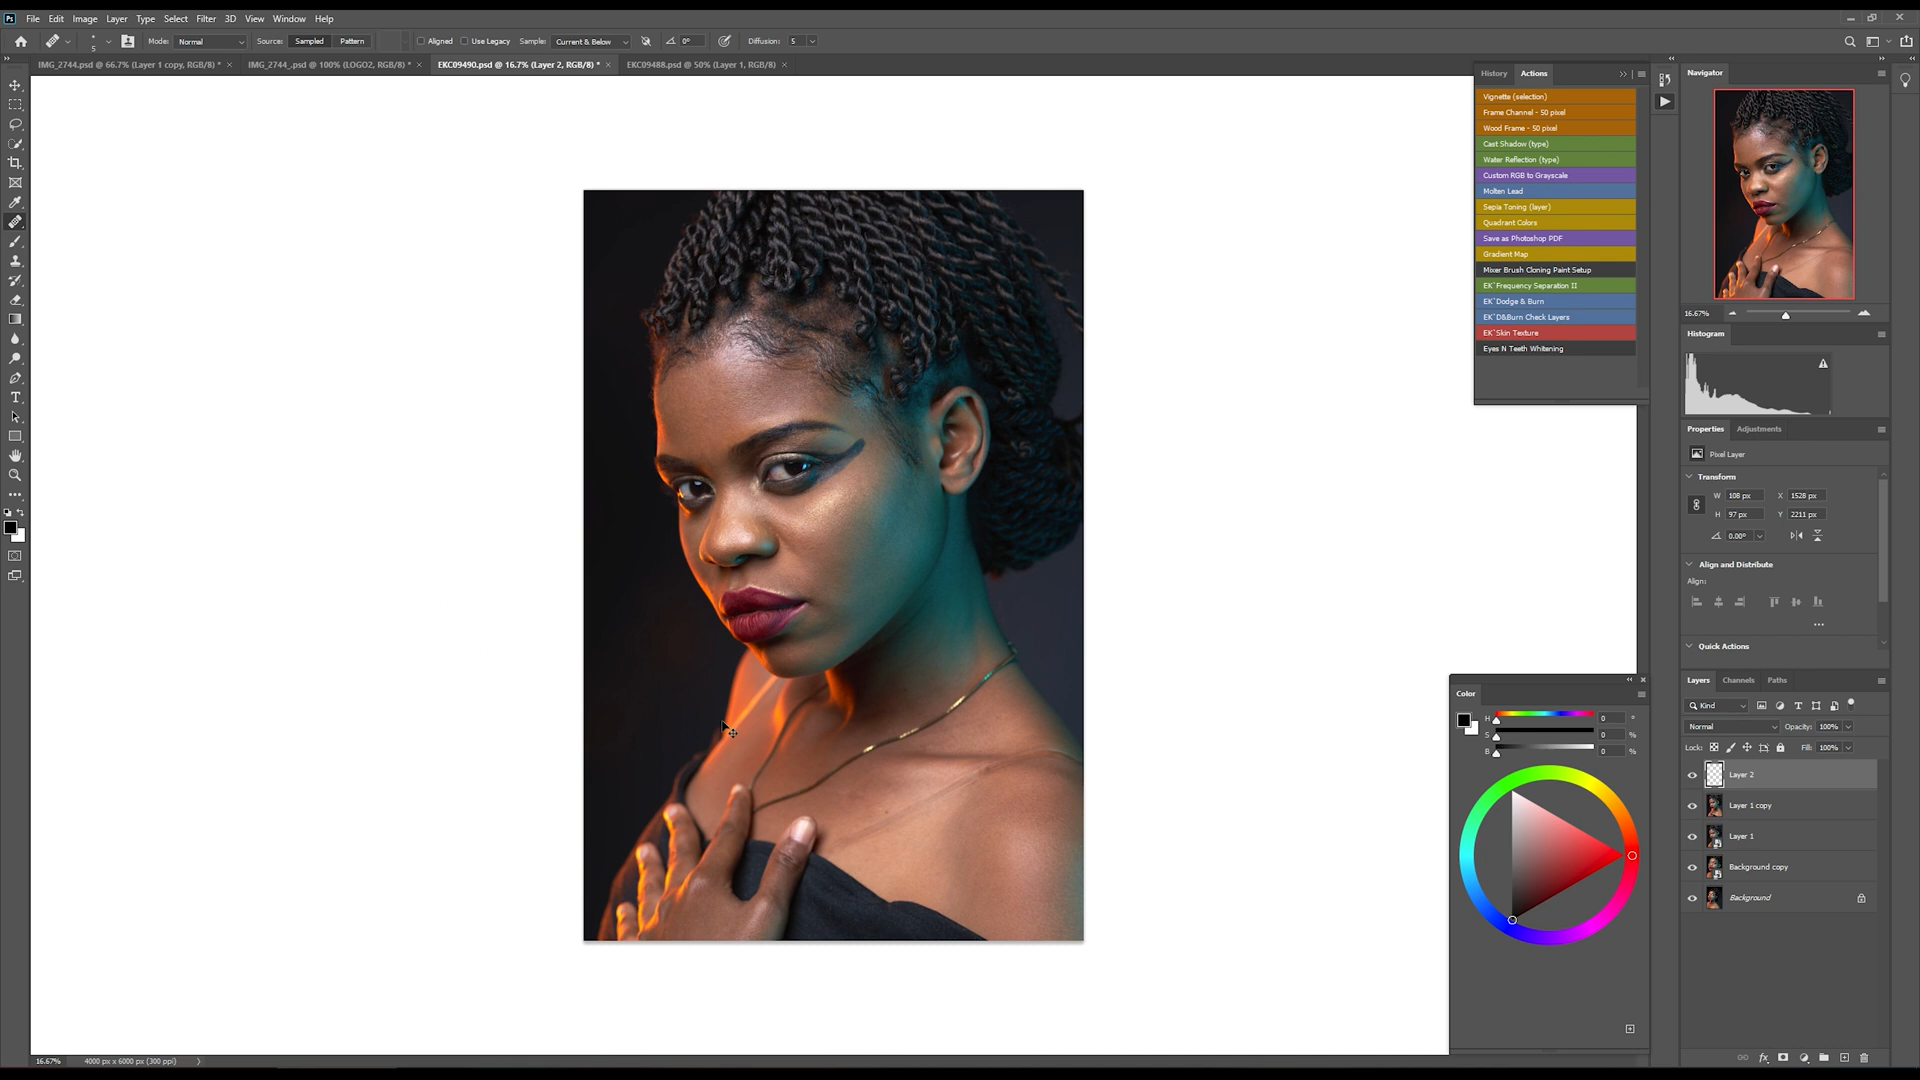 Ps File Edit Image Layer Type Select Filter 3D View Window Help
5 Mode: Normal Source: Sampled Pattern Aligned Use Legacy Sample: Current & Below 0° Diffusion: 5
IMG_2744.psd @ 66.7% (Layer 1 copy, RGB/8) * × IMG_2744_.psd @ 100% (LOGO2, RGB/8) * × EKC09490.psd @ 16.7% (Layer 2, RGB/8) * × EKC09488.psd @ 50% (Layer 1, RGB/8) ×
History Actions
Vignette (selection)
Frame Channel - 50 pixel
Wood Frame - 50 pixel
Cast Shadow (type)
Water Reflection (type)
Custom RGB to Grayscale
Molten Lead
Sepia Toning (layer)
Quadrant Colors
Save as Photoshop PDF
Gradient Map
Mixer Brush Cloning Paint Setup
EK`Frequency Separation II
EK`Dodge & Burn
EK`D&Burn Check Layers
EK`Skin Texture
Eyes N Teeth Whitening
Navigator
16.67%
Histogram
Properties Adjustments
Pixel Layer
Transform
W 108 px X 1528 px
H 97 px Y 2211 px
0.00°
Align and Distribute
Align:
Quick Actions
Color
H 0 °
S 0 %
B 0 %
Layers Channels Paths
Kind
Normal Opacity: 100%
Lock: Fill: 100%
Layer 2
Layer 1 copy
Layer 1
Background copy
Background
16.67% 4000 px x 6000 px (300 ppi)